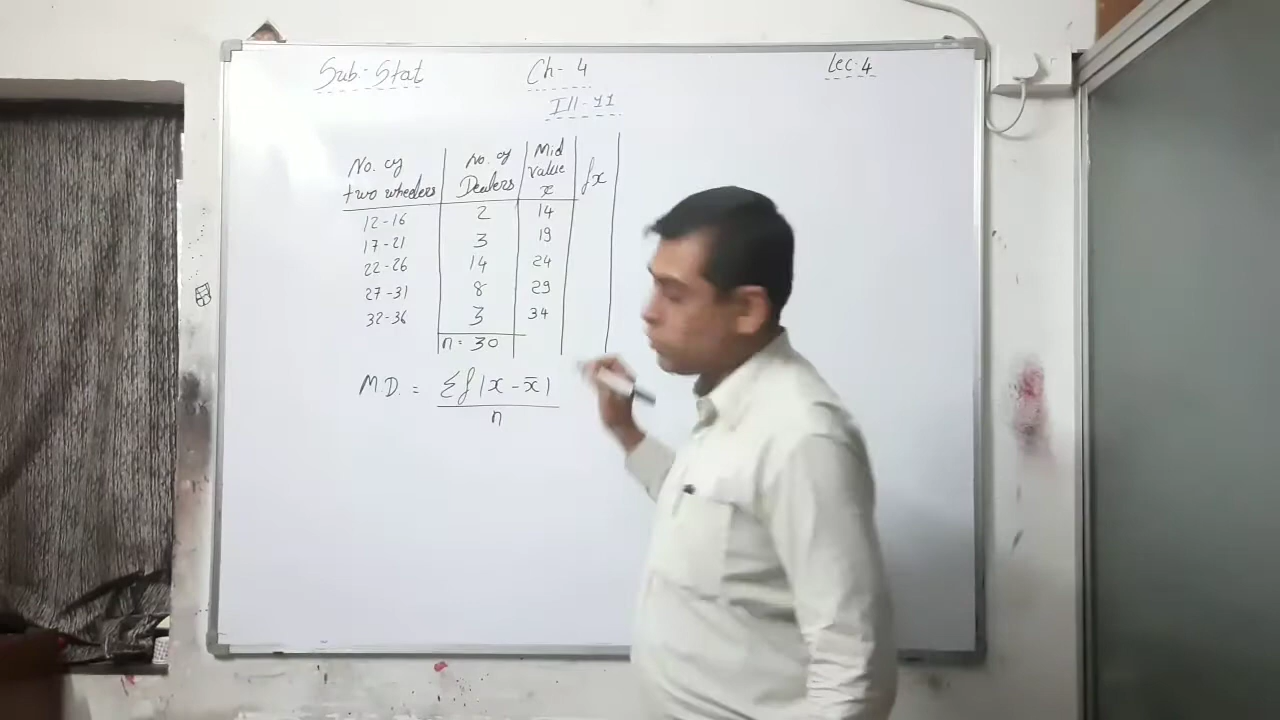 Sub:- Stat Ch- 4 Lec-4
Ill-11
No. of two wheelers | No. of Dealers | Mid value x | fx
12-16 2 14
17-21 3 19
22-26 14 24
27-31 8 29
32-36 3 34
n = 30
M.D. = Σf|x - x̄|
n